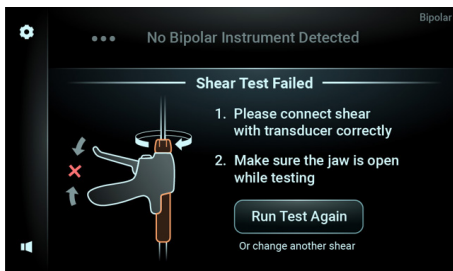 Bipolar
••• No Bipolar Instrument Detected
Shear Test Failed
1. Please connect shear
with transducer correctly
2. Make sure the jaw is open
while testing
Run Test Again
Or change another shear